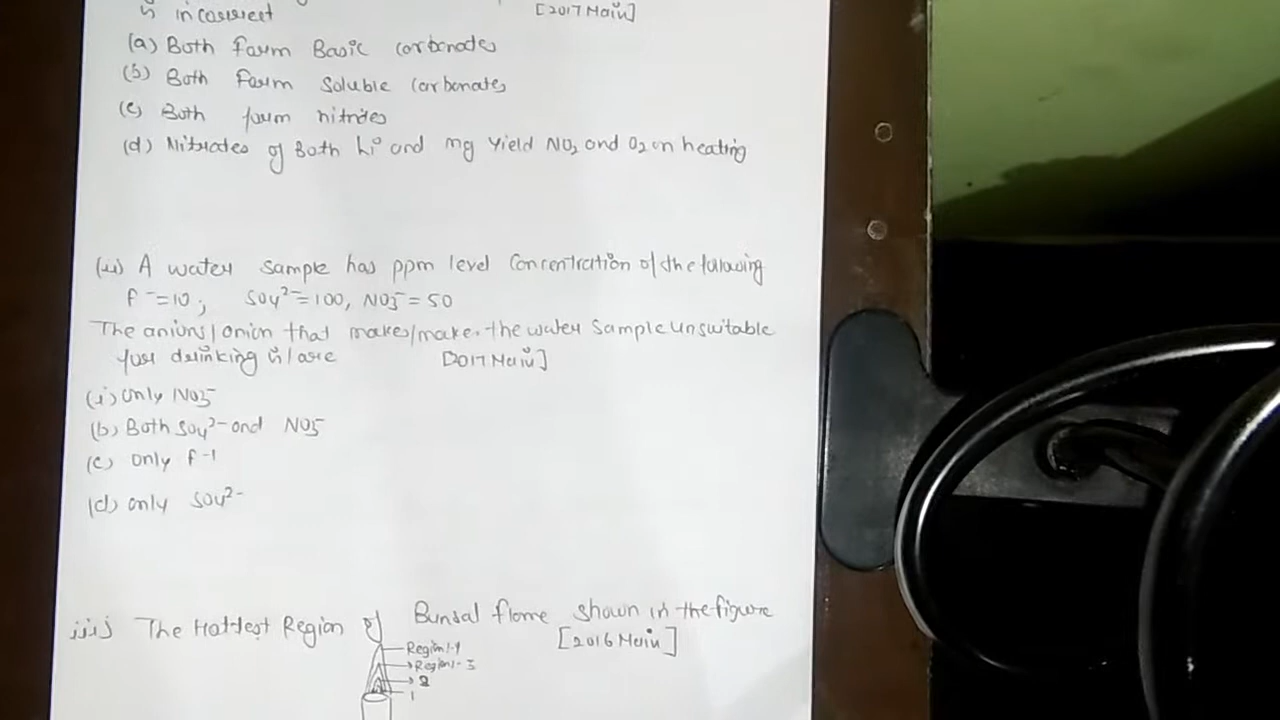 is incorrect [2017 Main]
(a) Both form Basic carbonates
(b) Both form soluble carbonates
(c) Both form nitrides
(d) Nitrates of Both Li and mg yield NO2 and O2 on heating
(ii) A water sample has ppm level concentration of the following
F⁻=10; SO4²⁻=100, NO3⁻=50
The anions/anion that makes/make the water sample unsuitable
for drinking is/are [2017 Main]
(i) only NO3⁻
(b) Both SO4²⁻ and NO3⁻
(c) only F⁻¹
(d) only SO4²⁻
iii) The Hottest Region of Bunsal flame shown in the figure
[2016 Main]
Region-4
Region-3
2
1